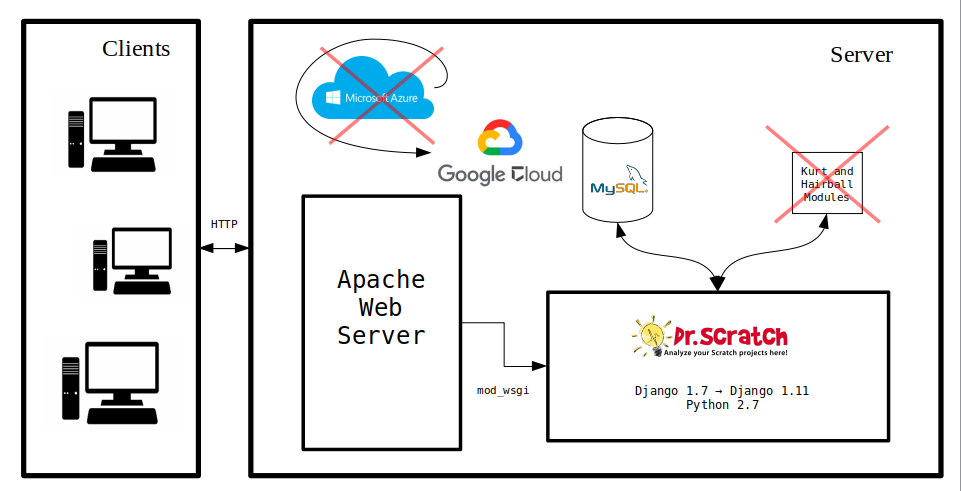 Clients
Server
Microsoft Azure
Google Cloud
MySQL®
Kurt and
Hairball
Modules
HTTP
Apache
Web
Server
mod_wsgi
Dr.Scratch
Analyze your Scratch projects here!
Django 1.7 → Django 1.11
Python 2.7